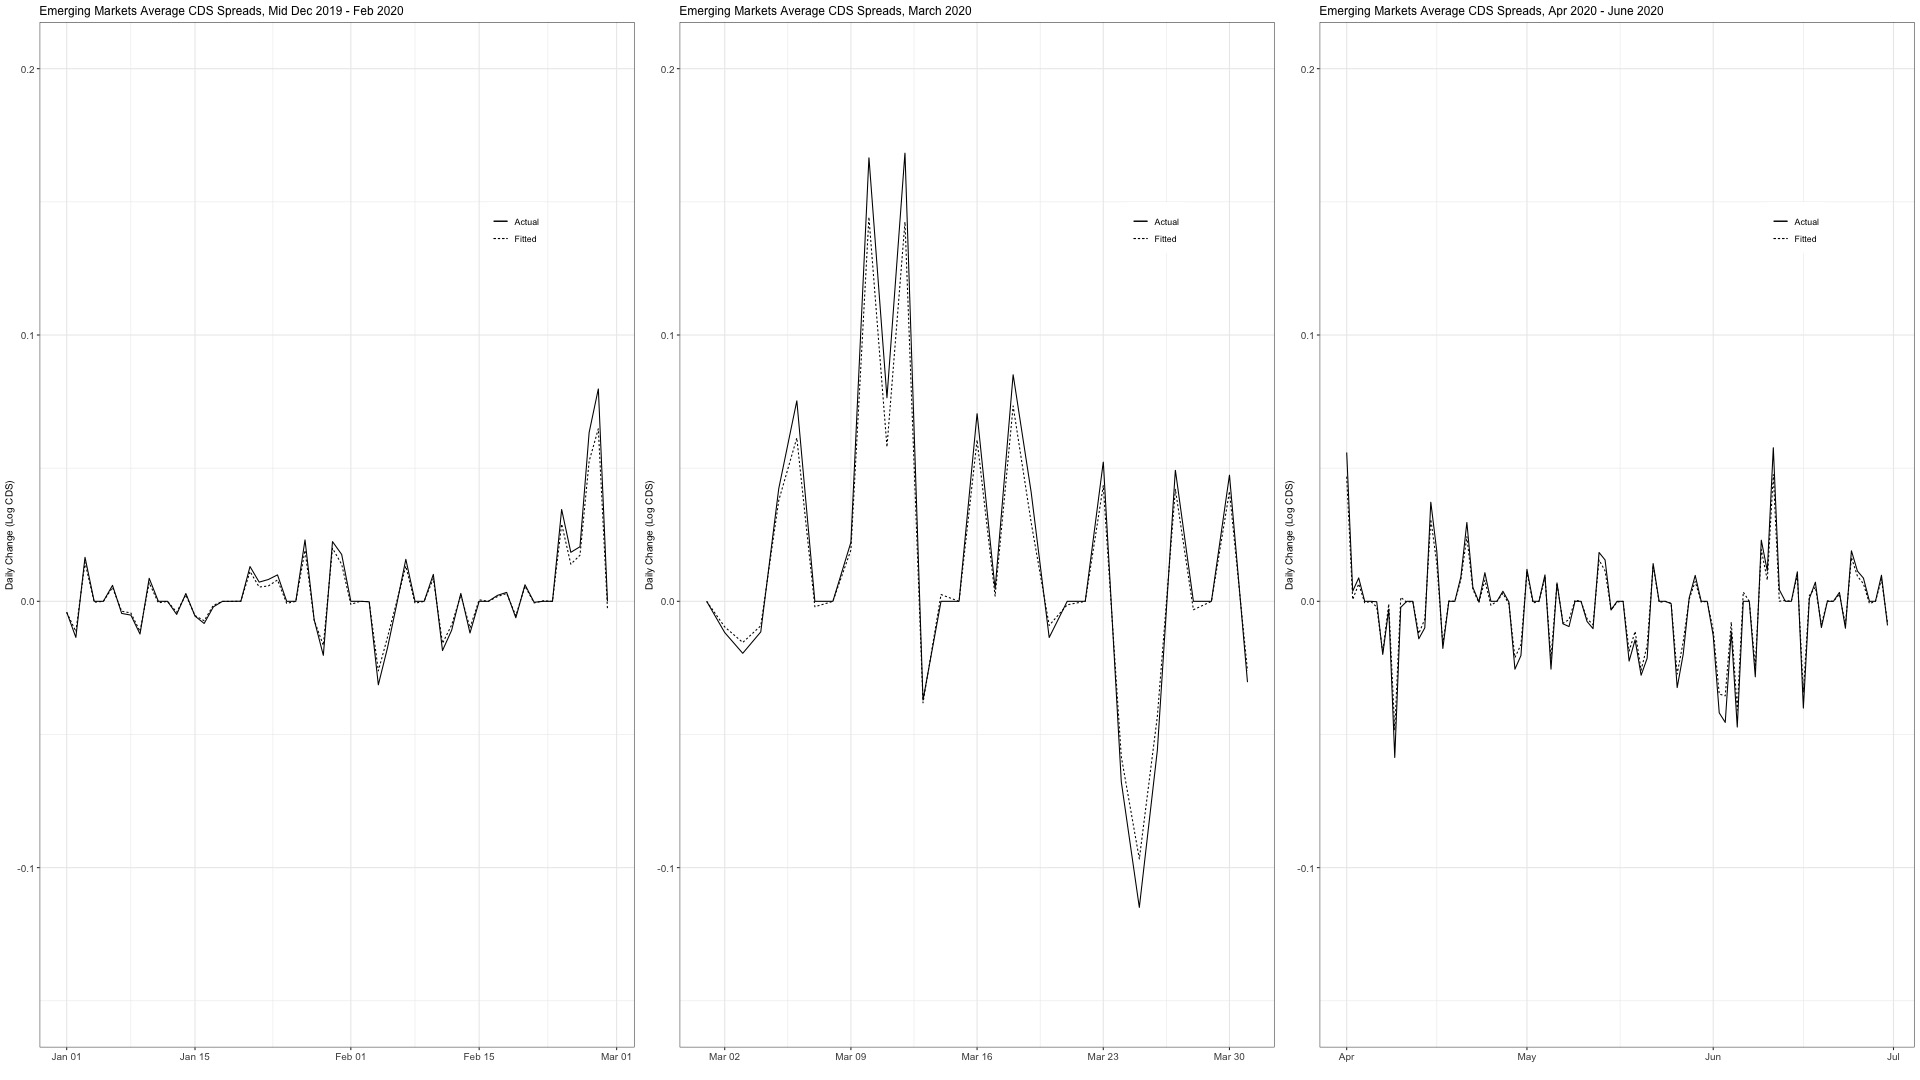 Emerging Markets Average CDS Spreads, Mid Dec 2019 - Feb 2020
Daily Change (Log CDS)
0.2
0.1
0.0
-0.1
Actual
Fitted
Jan 01
Jan 15
Feb 01
Feb 15
Mar 01
Emerging Markets Average CDS Spreads, March 2020
Daily Change (Log CDS)
0.2
0.1
0.0
-0.1
Actual
Fitted
Mar 02
Mar 09
Mar 16
Mar 23
Mar 30
Emerging Markets Average CDS Spreads, Apr 2020 - June 2020
Daily Change (Log CDS)
0.2
0.1
0.0
-0.1
Actual
Fitted
Apr
May
Jun
Jul